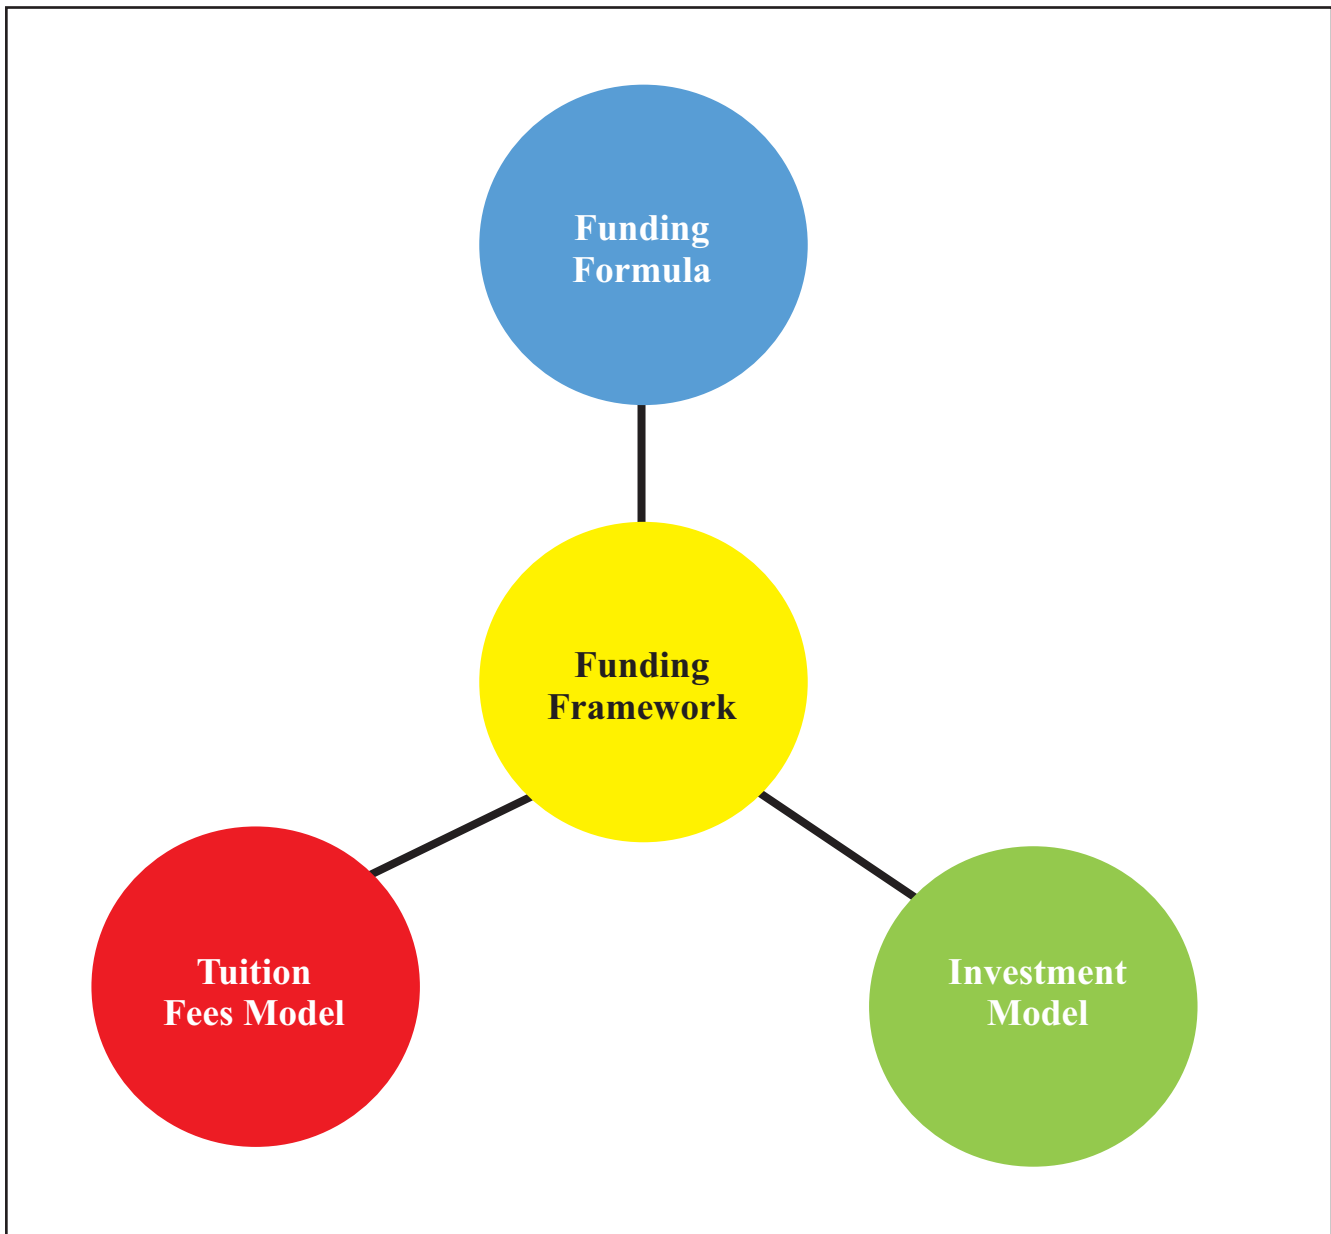 Funding
Formula
Funding
Framework
Tuition
Fees Model
Investment
Model